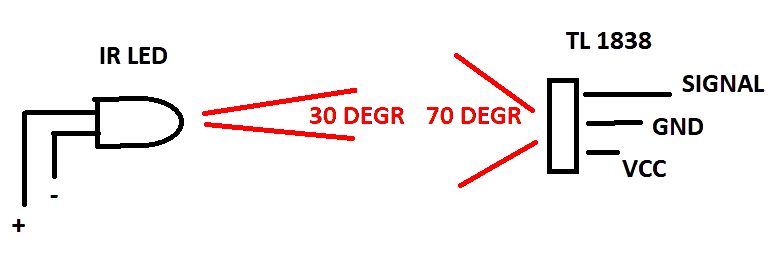 IR LED
TL 1838
SIGNAL
30 DEGR
70 DEGR
GND
VCC
-
+